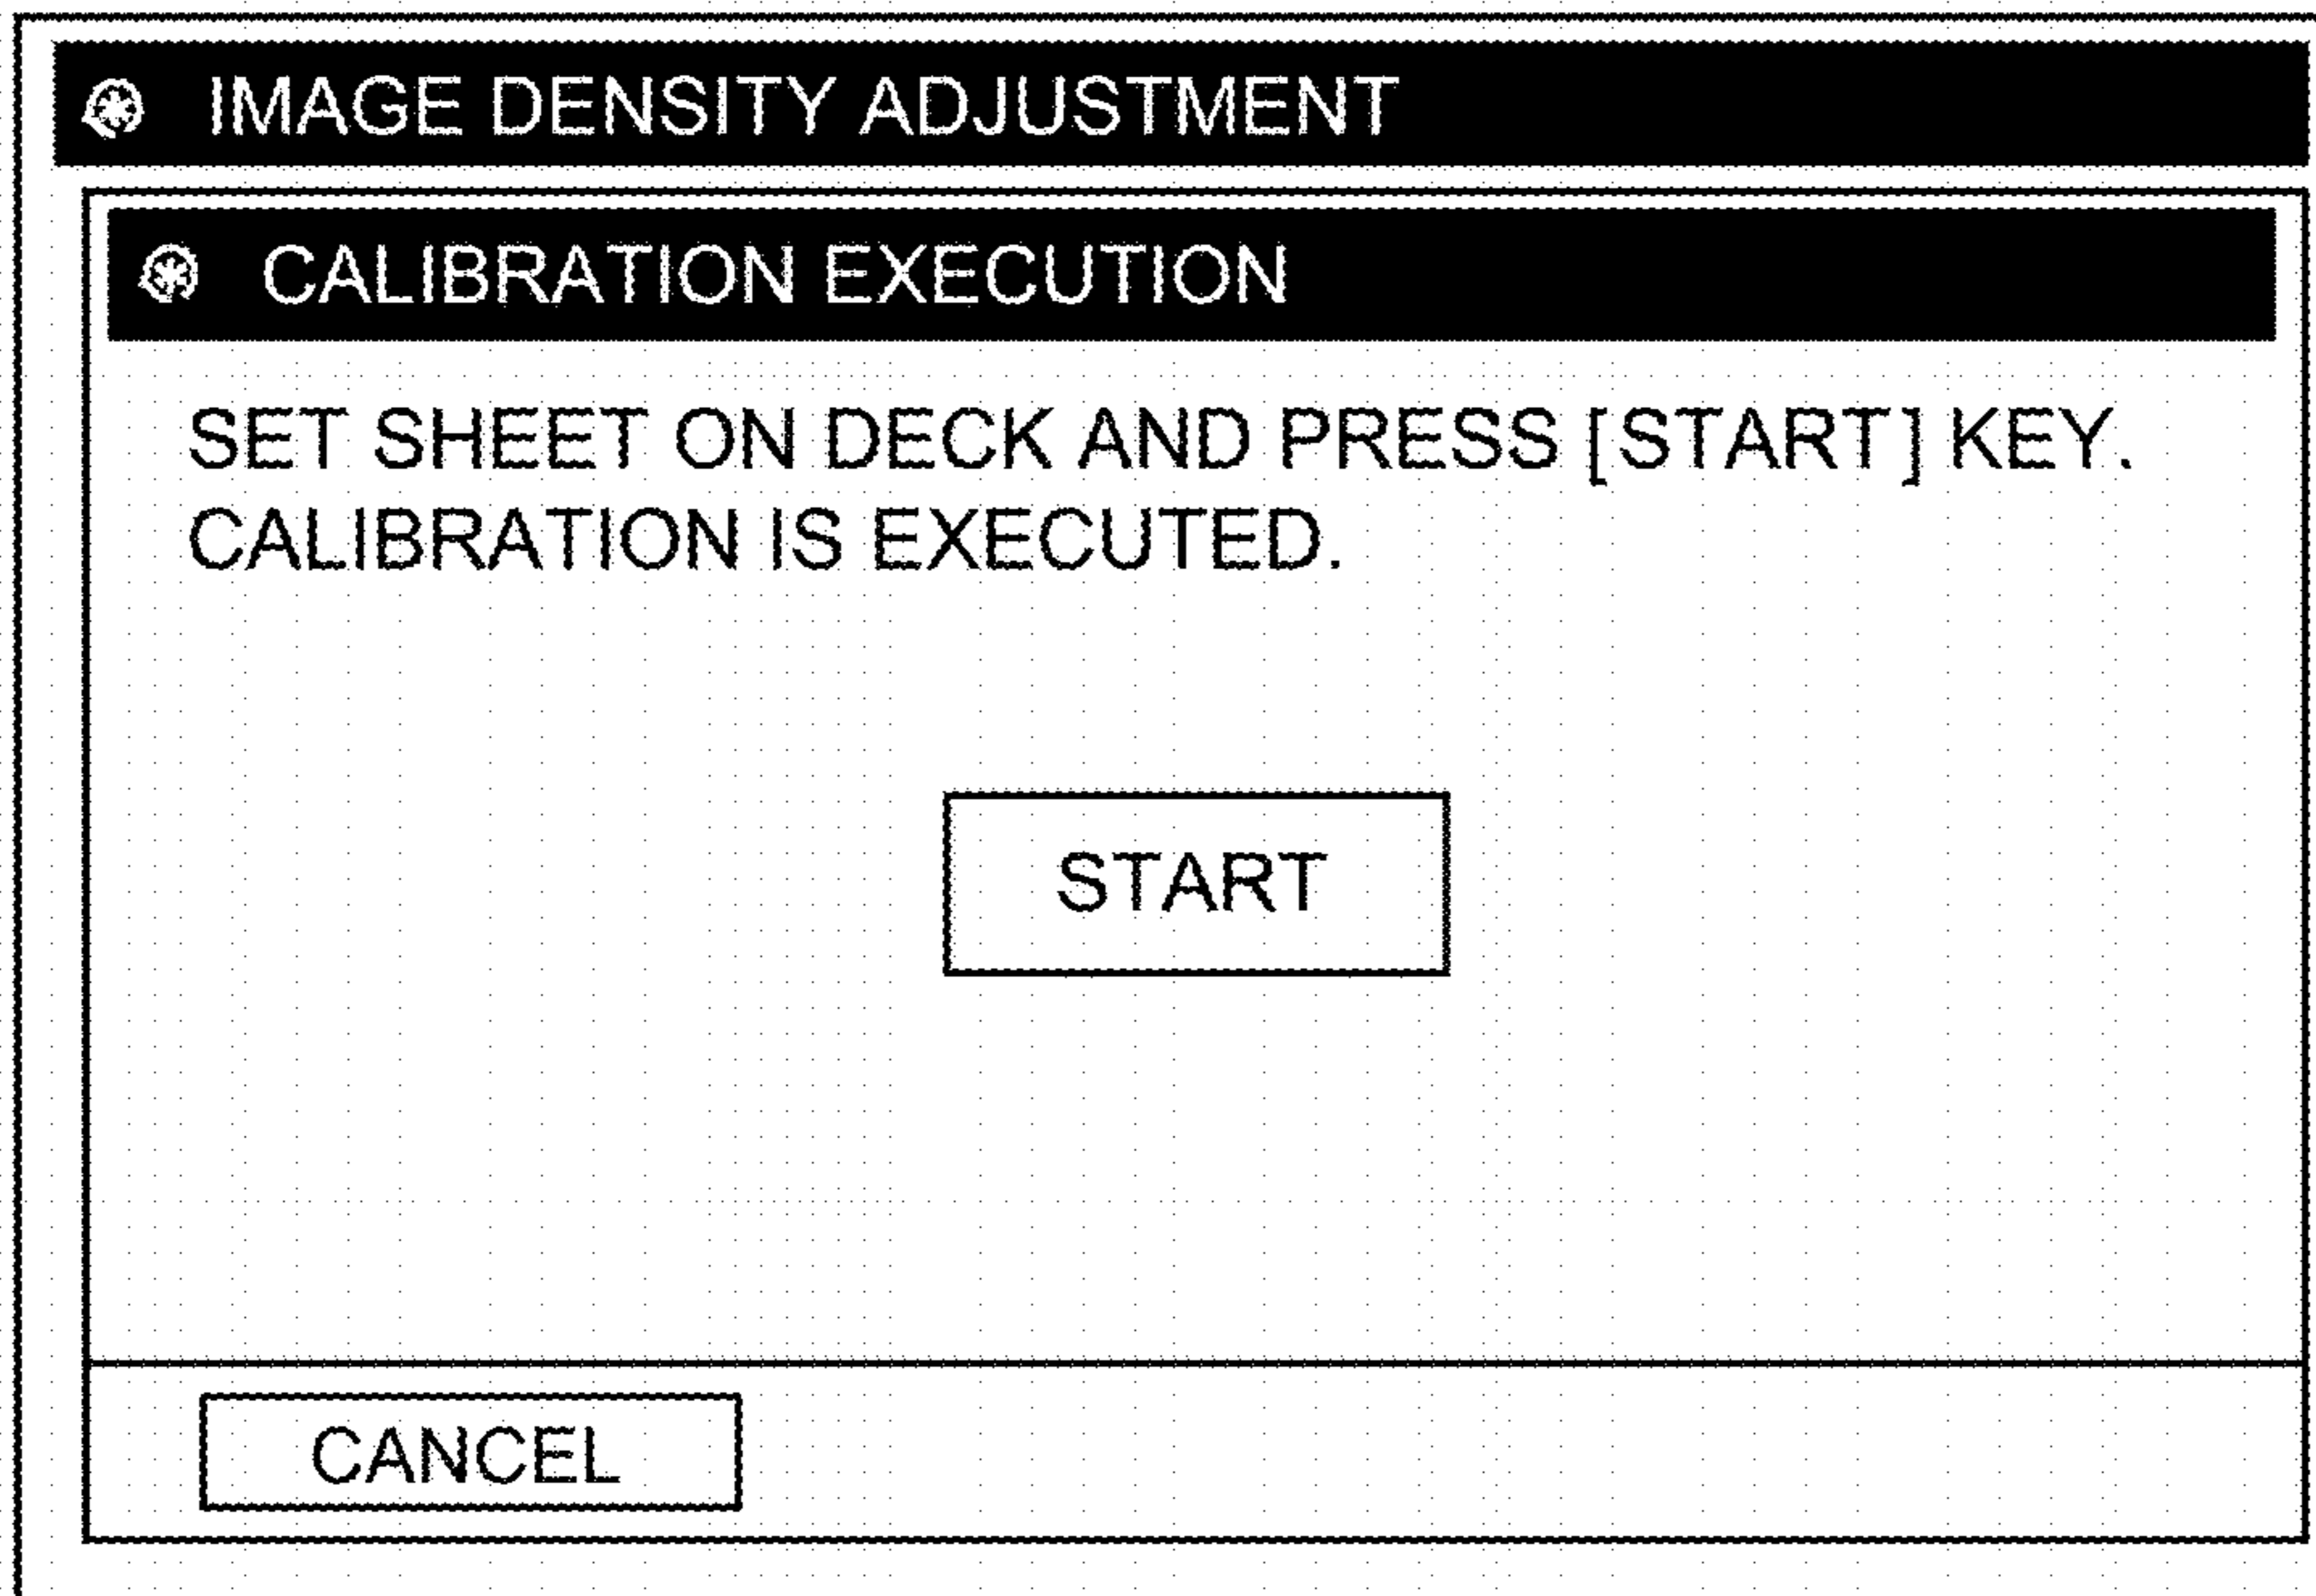 IMAGE DENSITY ADJUSTMENT
CALIBRATION EXECUTION
SET SHEET ON DECK AND PRESS [START] KEY.
CALIBRATION IS EXECUTED.
START
CANCEL